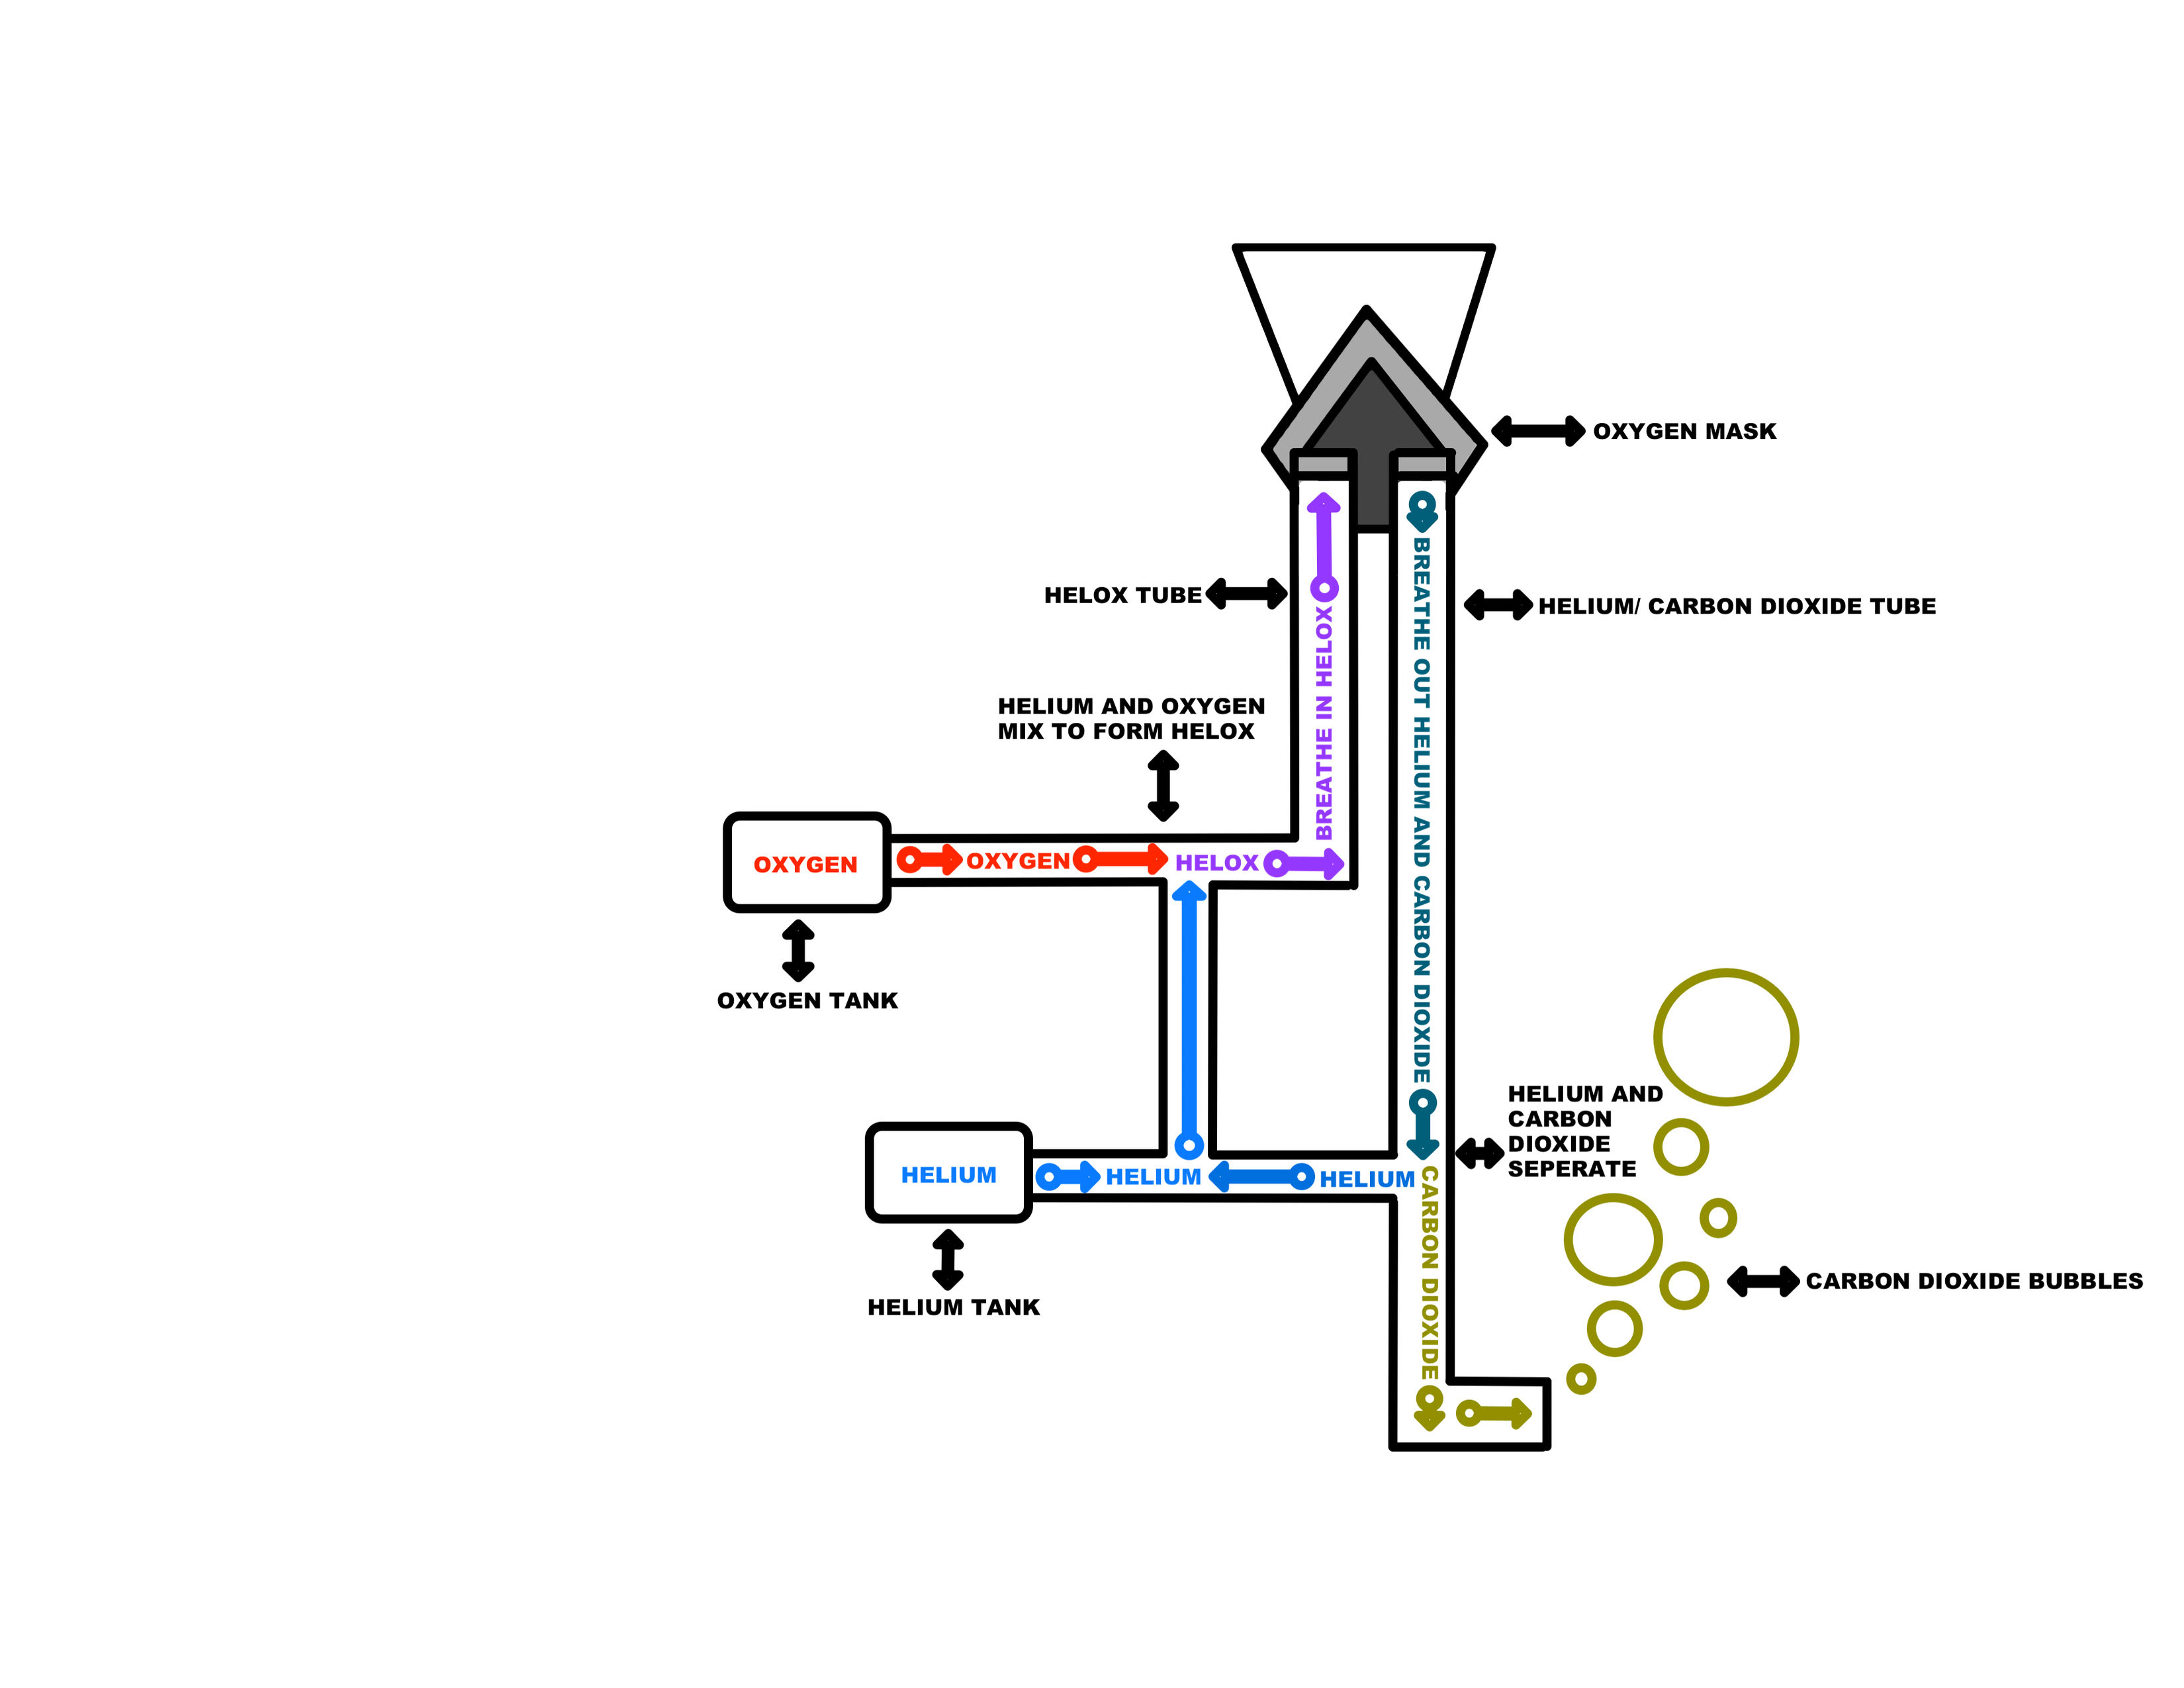 OXYGEN MASK
HELOX TUBE
HELIUM/ CARBON DIOXIDE TUBE
BREATHE IN HELOX
BREATHE OUT HELIUM AND CARBON DIOXIDE
HELIUM AND OXYGEN
MIX TO FORM HELOX
OXYGEN
OXYGEN
HELOX
OXYGEN TANK
HELIUM AND
CARBON
DIOXIDE
SEPERATE
HELIUM
HELIUM
HELIUM
CARBON DIOXIDE
CARBON DIOXIDE BUBBLES
HELIUM TANK